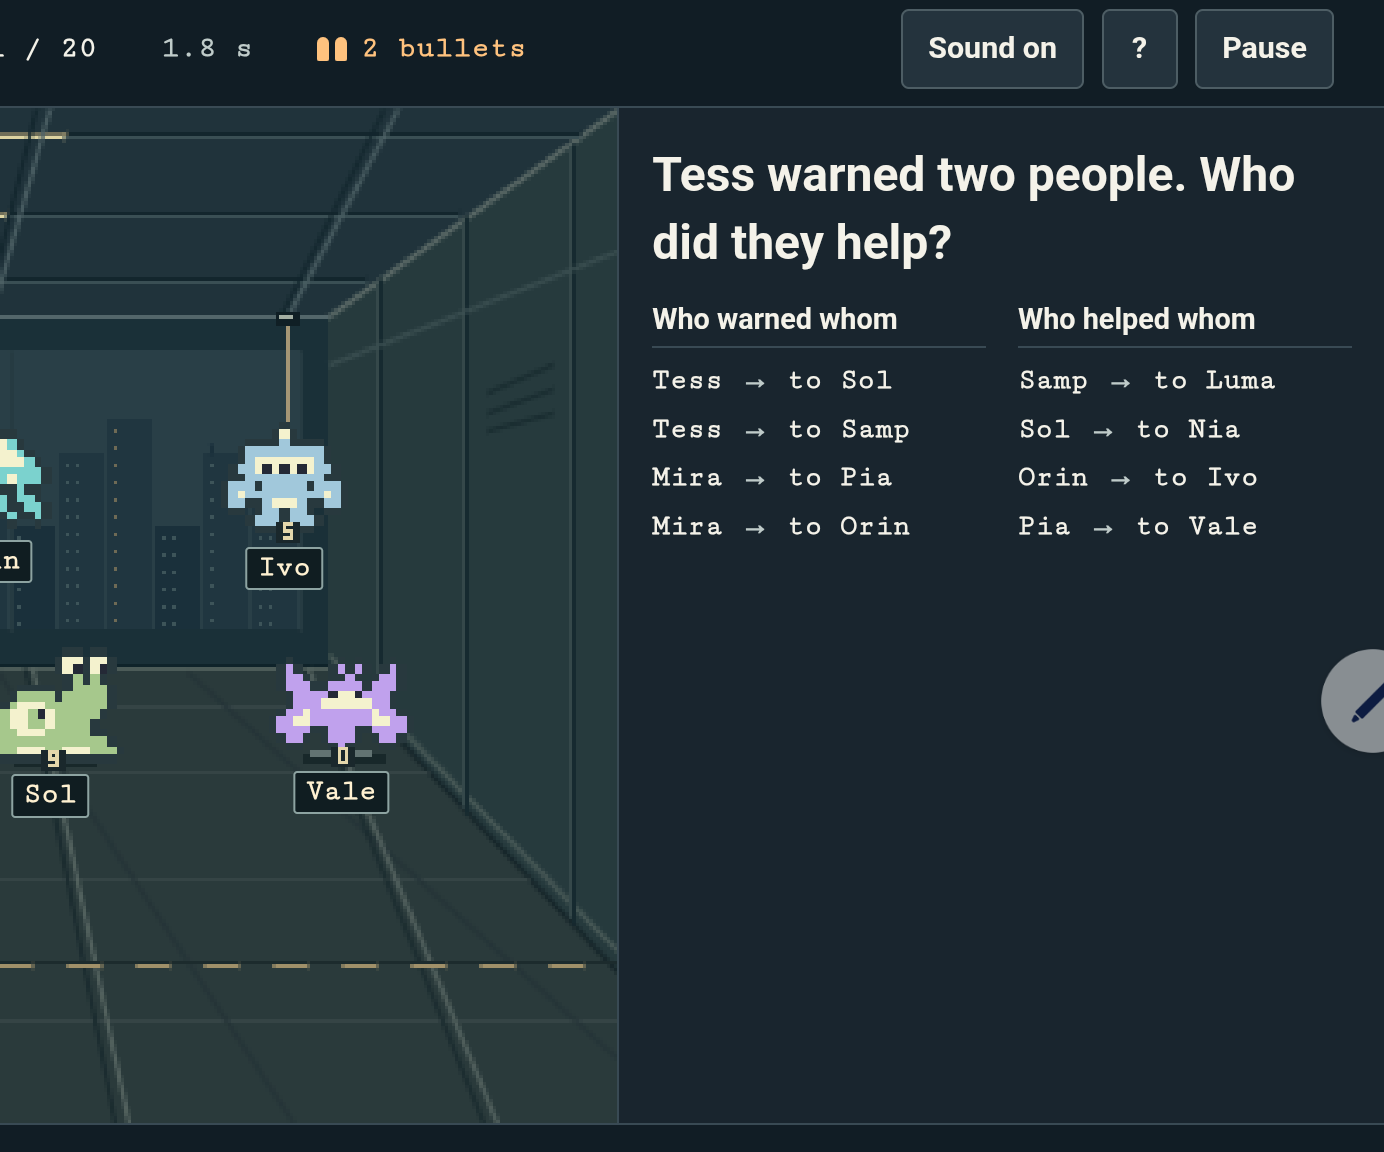 / 20 1.8 s 2 bullets Sound on ? Pause
Tess warned two people. Who
did they help?
Who warned whom
Tess → to Sol
Tess → to Samp
Mira → to Pia
Mira → to Orin
Who helped whom
Samp → to Luma
Sol → to Nia
Orin → to Ivo
Pia → to Vale
5
Ivo
9
Sol
0
Vale